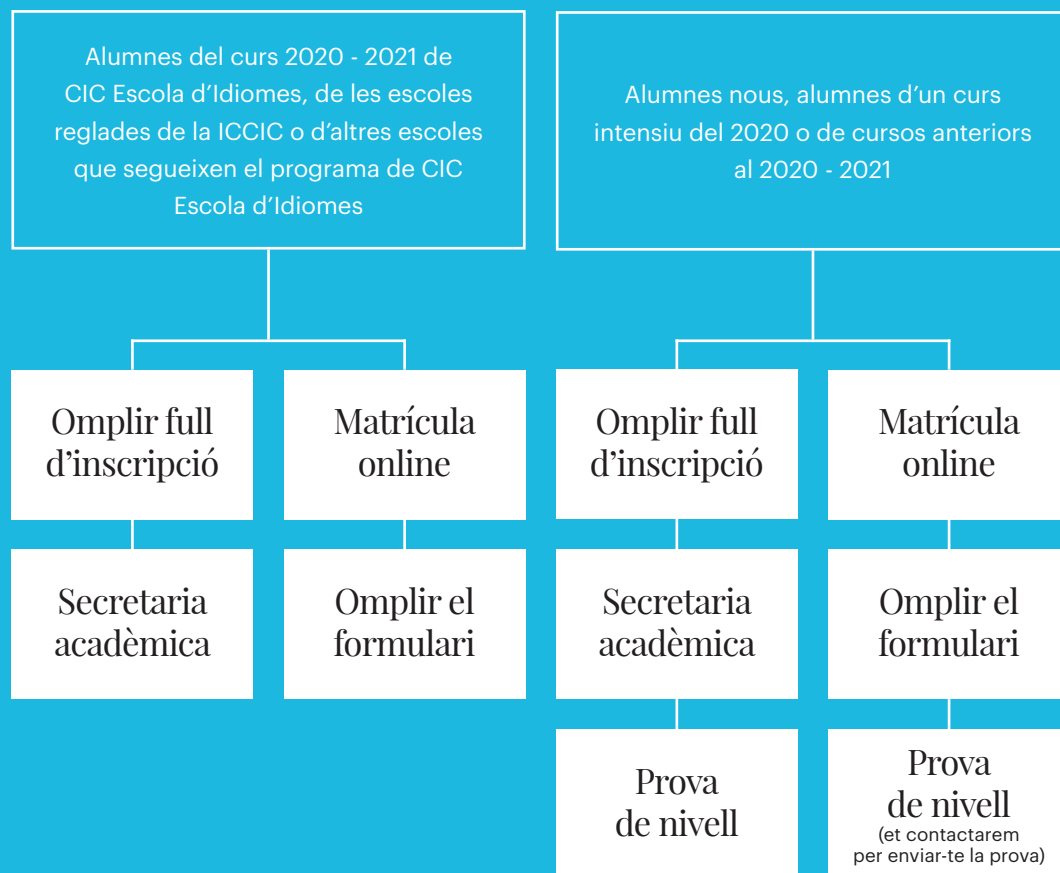 Alumnes del curs 2020 - 2021 de
CIC Escola d’Idiomes, de les escoles
reglades de la ICCIC o d’altres escoles
que segueixen el programa de CIC
Escola d’Idiomes
Alumnes nous, alumnes d’un curs
intensiu del 2020 o de cursos anteriors
al 2020 - 2021
Omplir full
d’inscripció
Matrícula
online
Omplir full
d’inscripció
Matrícula
online
Secretaria
acadèmica
Omplir el
formulari
Secretaria
acadèmica
Omplir el
formulari
Prova
de nivell
Prova
de nivell
(et contactarem
per enviar-te la prova)